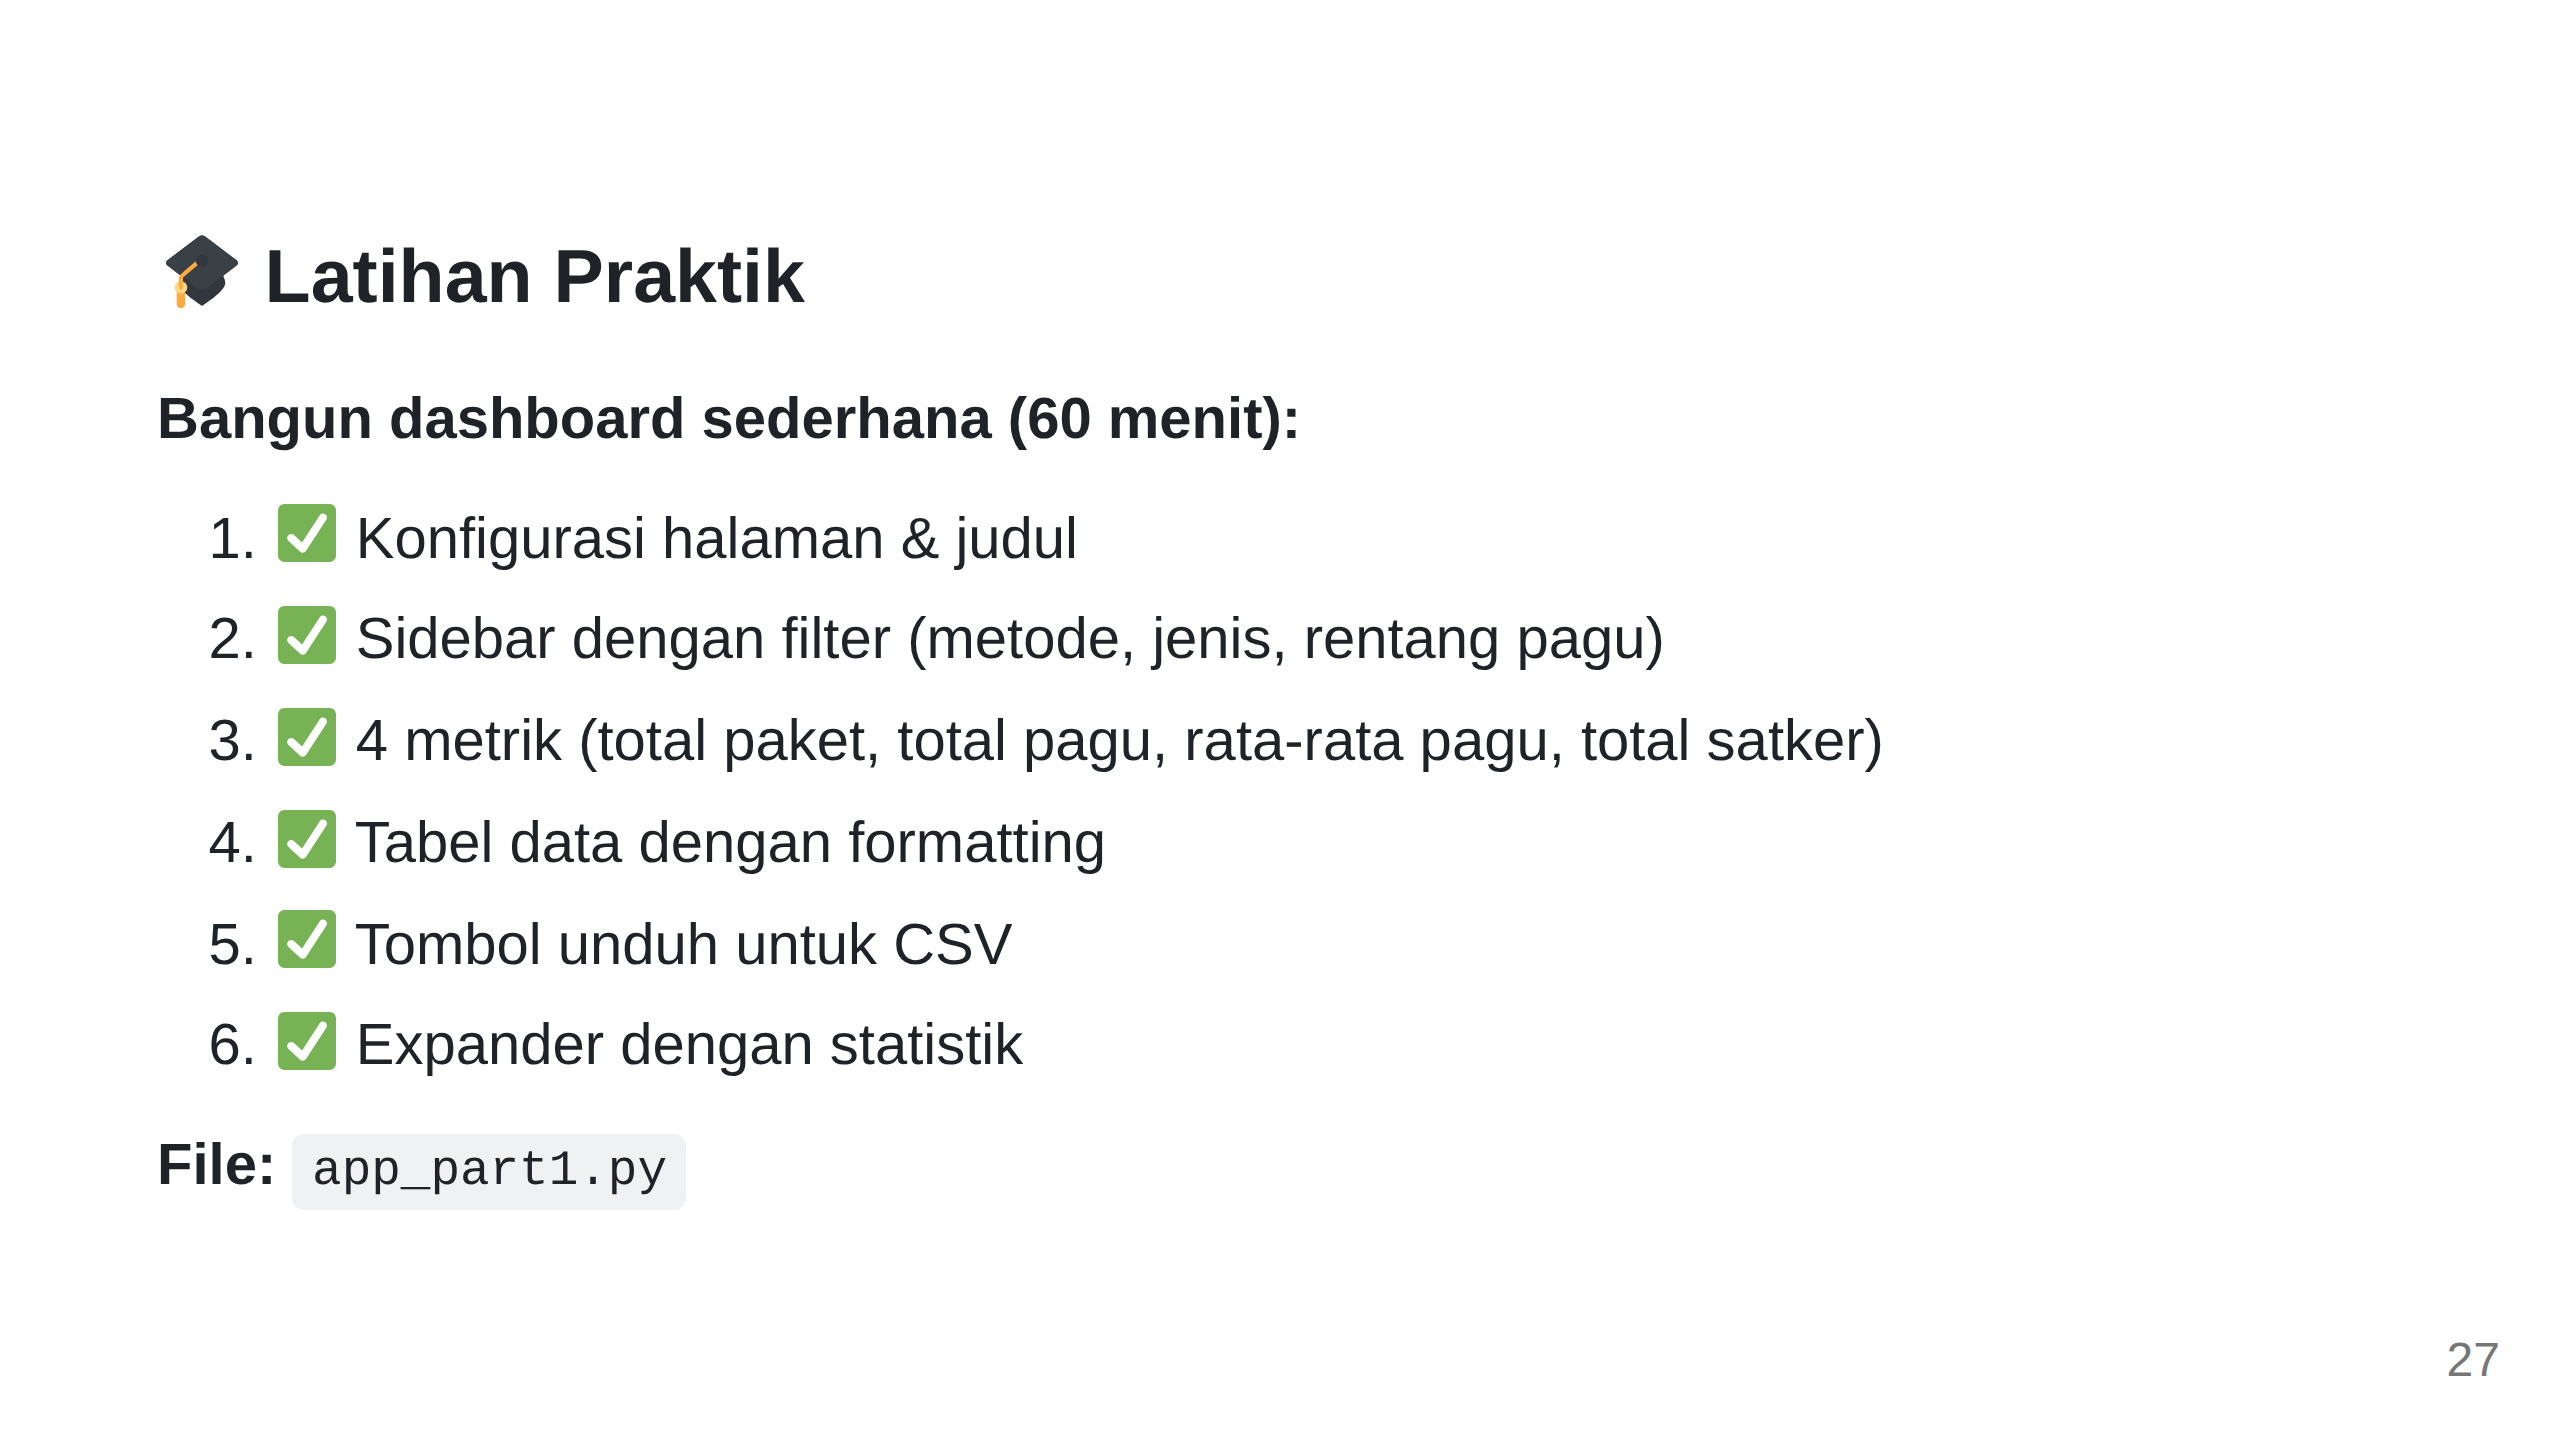 🎓 Latihan Praktik
Bangun dashboard sederhana (60 menit):
1. ✅ Konfigurasi halaman & judul
2. ✅ Sidebar dengan filter (metode, jenis, rentang pagu)
3. ✅ 4 metrik (total paket, total pagu, rata-rata pagu, total satker)
4. ✅ Tabel data dengan formatting
5. ✅ Tombol unduh untuk CSV
6. ✅ Expander dengan statistik
File: app_part1.py
27